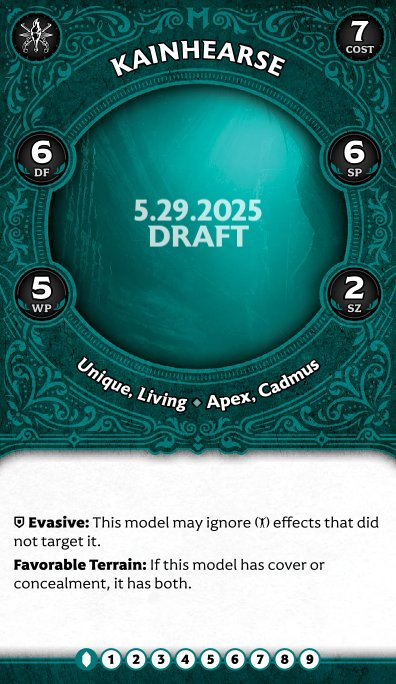 7
COST
KAINHEARSE
6
DF
6
SP
5.29.2025
DRAFT
5
WP
2
SZ
Unique, Living ◆ Apex, Cadmus
Evasive: This model may ignore () effects that did
not target it.
Favorable Terrain: If this model has cover or
concealment, it has both.
1 2 3 4 5 6 7 8 9